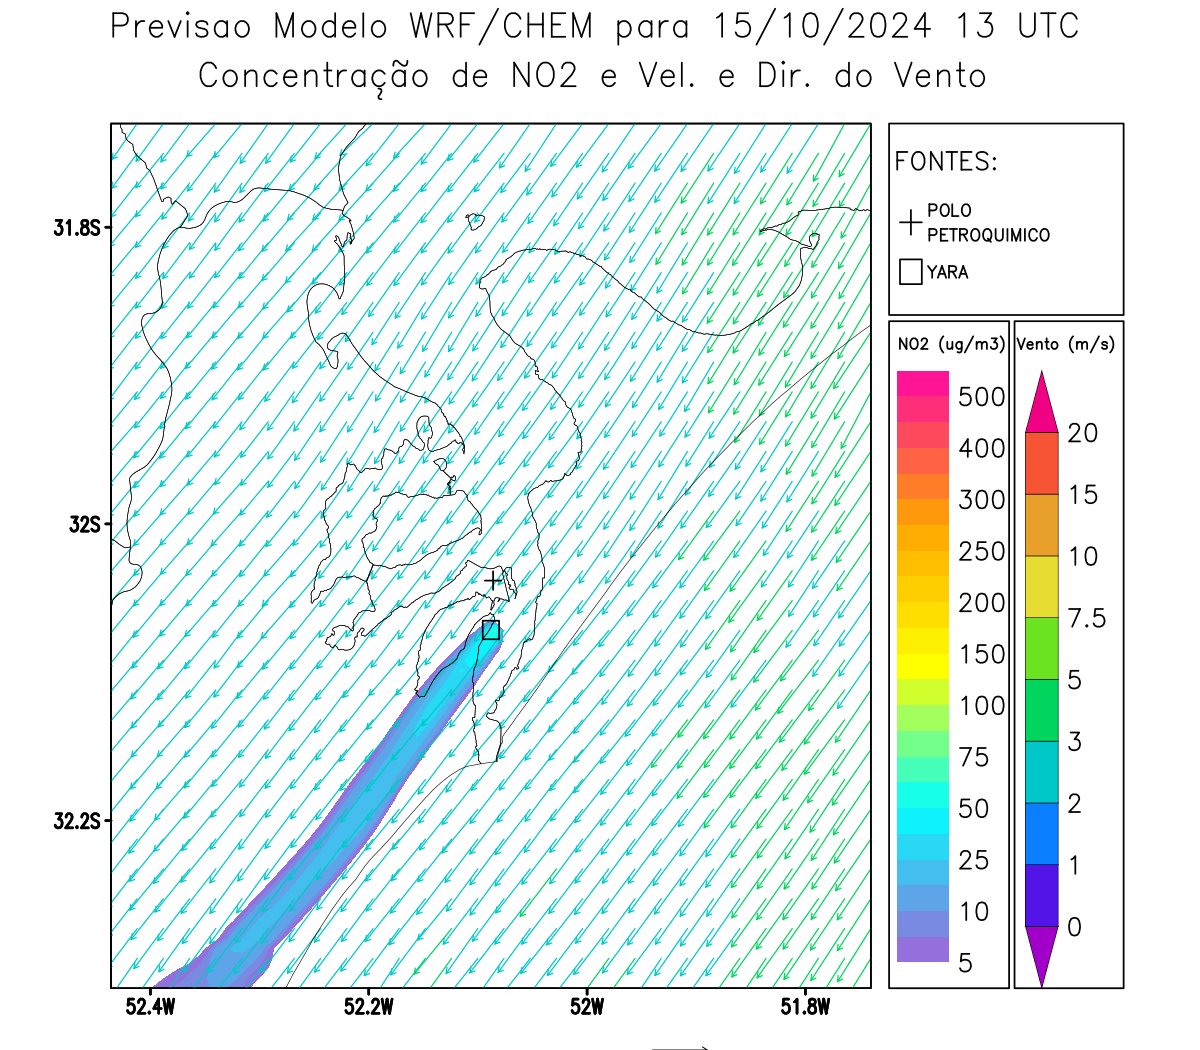 Previsao Modelo WRF/CHEM para 15/10/2024 13 UTC
Concentração de NO2 e Vel. e Dir. do Vento
FONTES:
POLO
PETROQUIMICO
YARA
NO2 (ug/m3)
500
400
300
250
200
150
100
75
50
25
10
5
Vento (m/s)
20
15
10
7.5
5
3
2
1
0
31.8S
32S
32.2S
52.4W
52.2W
52W
51.8W